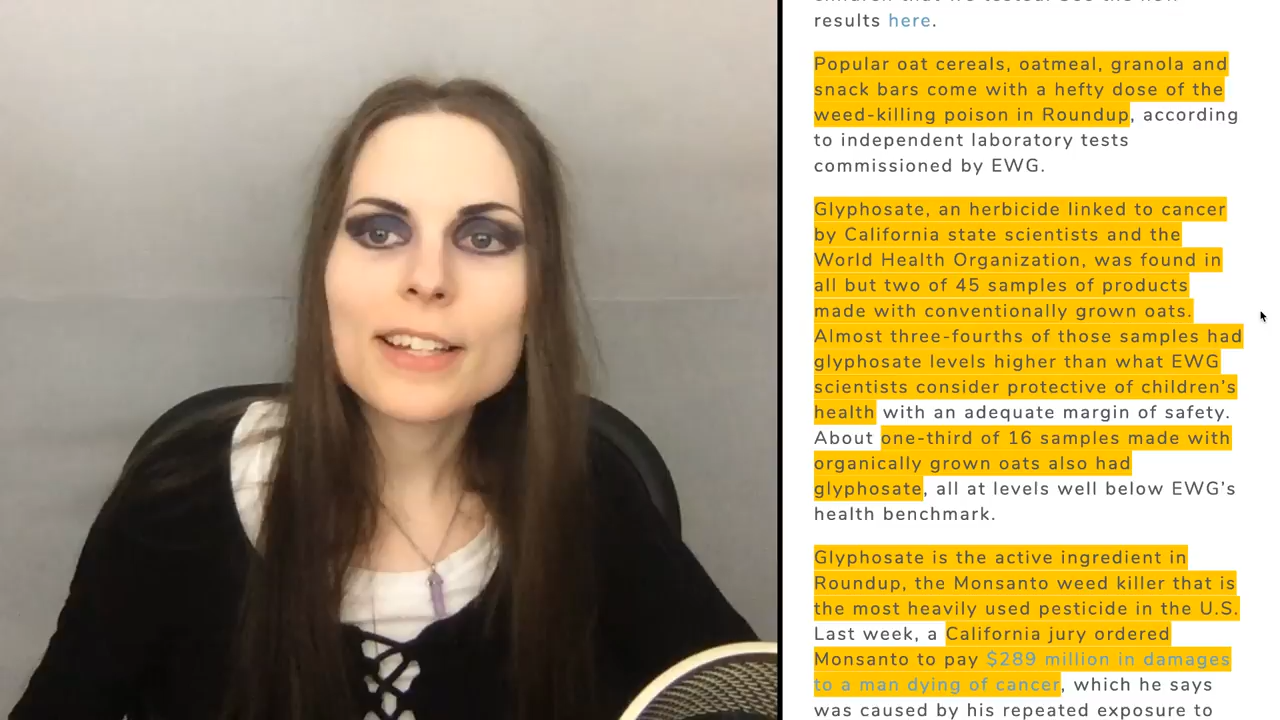 results here.
Popular oat cereals, oatmeal, granola and
snack bars come with a hefty dose of the
weed-killing poison in Roundup, according
to independent laboratory tests
commissioned by EWG.
Glyphosate, an herbicide linked to cancer
by California state scientists and the
World Health Organization, was found in
all but two of 45 samples of products
made with conventionally grown oats.
Almost three-fourths of those samples had
glyphosate levels higher than what EWG
scientists consider protective of children’s
health with an adequate margin of safety.
About one-third of 16 samples made with
organically grown oats also had
glyphosate, all at levels well below EWG’s
health benchmark.
Glyphosate is the active ingredient in
Roundup, the Monsanto weed killer that is
the most heavily used pesticide in the U.S.
Last week, a California jury ordered
Monsanto to pay $289 million in damages
to a man dying of cancer, which he says
was caused by his repeated exposure to